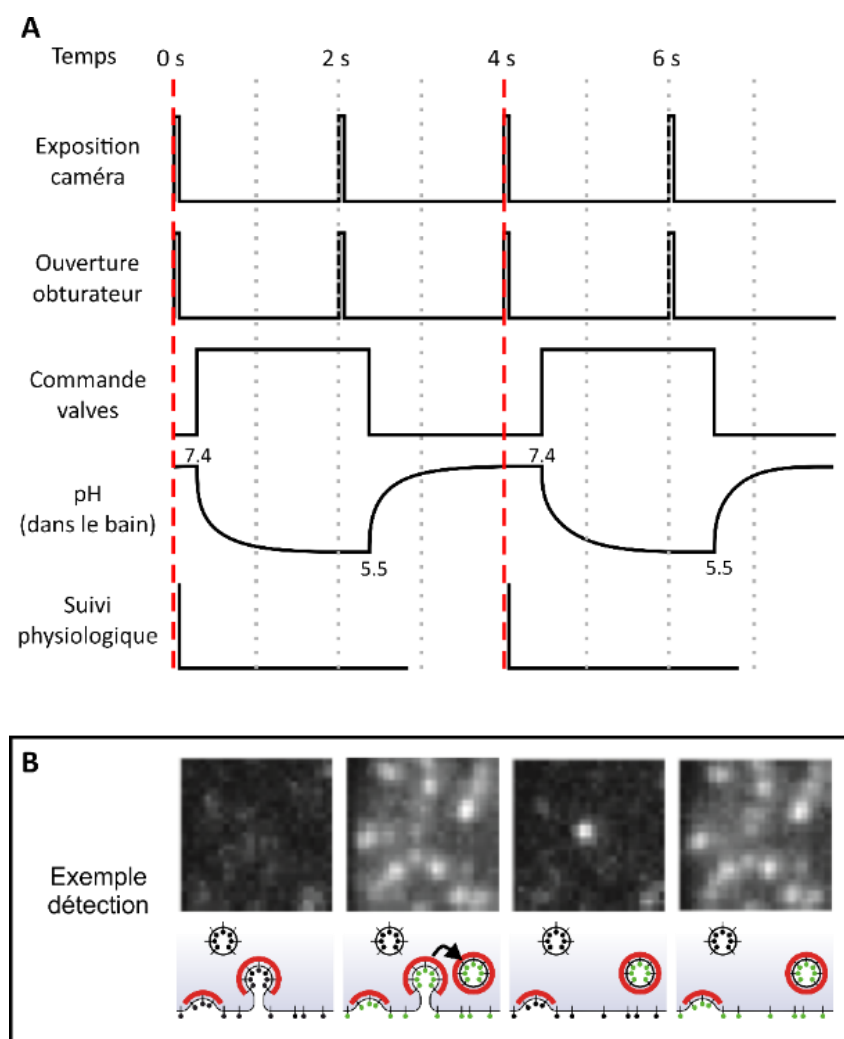 A
Temps 0 s 2 s 4 s 6 s
Exposition
caméra
Ouverture
obturateur
Commande
valves
7.4 7.4
pH
(dans le bain)
5.5 5.5
Suivi
physiologique
B
Exemple
détection